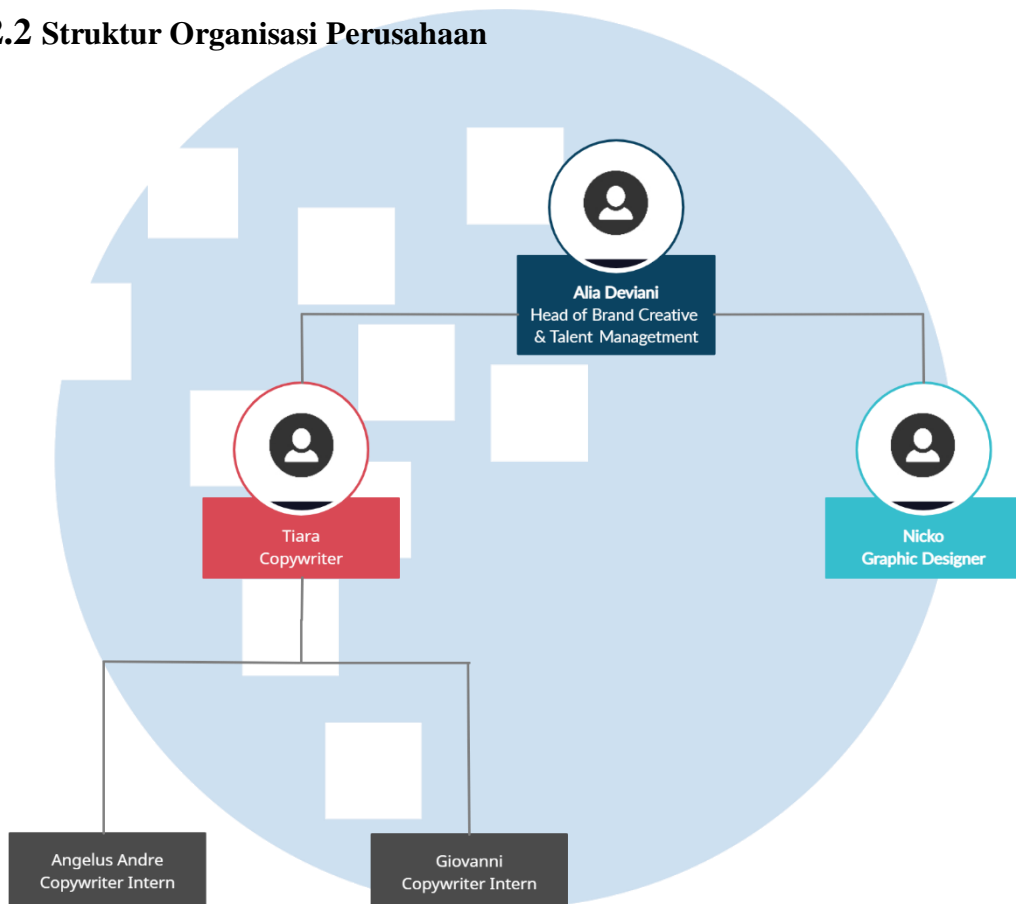 2.2 Struktur Organisasi Perusahaan
Alia Deviani
Head of Brand Creative
& Talent Managetment
Tiara
Copywriter
Nicko
Graphic Designer
Angelus Andre
Copywriter Intern
Giovanni
Copywriter Intern